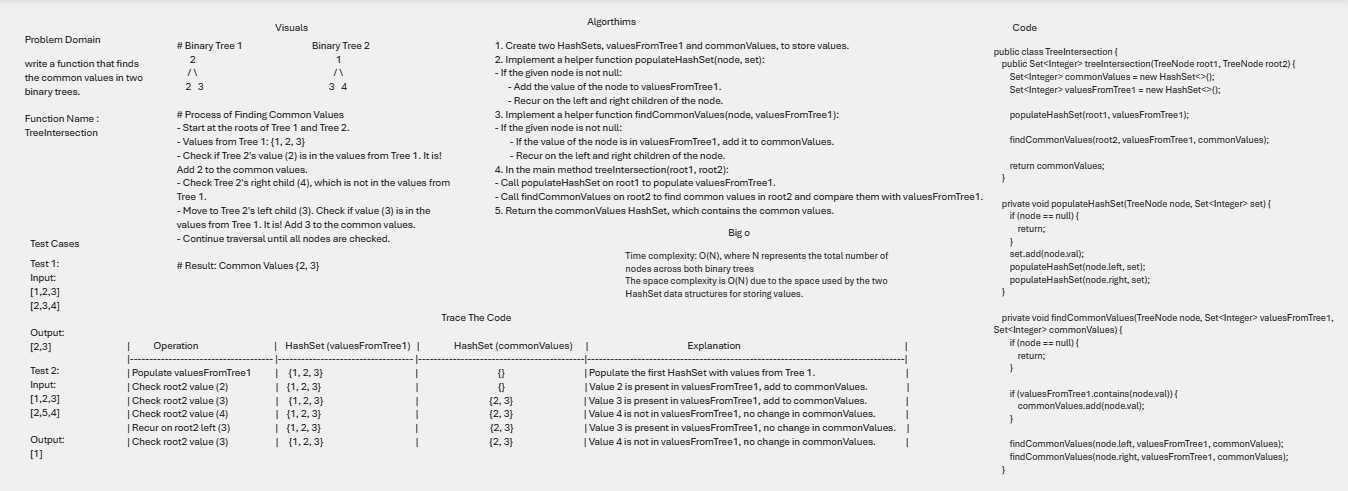 Problem Domain
write a function that finds
the common values in two
binary trees.
Function Name :
TreeIntersection
Visuals
# Binary Tree 1 Binary Tree 2
2 1
/ \ / \
2 3 3 4
# Process of Finding Common Values
- Start at the roots of Tree 1 and Tree 2.
- Values from Tree 1: {1, 2, 3}
- Check if Tree 2's value (2) is in the values from Tree 1. It is!
Add 2 to the common values.
- Check Tree 2's right child (4), which is not in the values from
Tree 1.
- Move to Tree 2's left child (3). Check if value (3) is in the
values from Tree 1. It is! Add 3 to the common values.
- Continue traversal until all nodes are checked.
# Result: Common Values {2, 3}
Algorthims
1. Create two HashSets, valuesFromTree1 and commonValues, to store values.
2. Implement a helper function populateHashSet(node, set):
- If the given node is not null:
- Add the value of the node to valuesFromTree1.
- Recur on the left and right children of the node.
3. Implement a helper function findCommonValues(node, valuesFromTree1):
- If the given node is not null:
- If the value of the node is in valuesFromTree1, add it to commonValues.
- Recur on the left and right children of the node.
4. In the main method treeIntersection(root1, root2):
- Call populateHashSet on root1 to populate valuesFromTree1.
- Call findCommonValues on root2 to find common values in root2 and compare them with valuesFromTree1.
5. Return the commonValues HashSet, which contains the common values.
Big o
Time complexity: O(N), where N represents the total number of
nodes across both binary trees
The space complexity is O(N) due to the space used by the two
HashSet data structures for storing values.
Test Cases
Test 1:
Input:
[1,2,3]
[2,3,4]
Output:
[2,3]
Test 2:
Input:
[1,2,3]
[2,5,4]
Output:
[1]
Trace The Code
| Operation | HashSet (valuesFromTree1) | HashSet (commonValues) | Explanation |
|-----------------------------------|---------------------------------|-----------------------------------------|-----------------------------------------------------------------------------|
| Populate valuesFromTree1 | {1, 2, 3} | {} | Populate the first HashSet with values from Tree 1. |
| Check root2 value (2) | {1, 2, 3} | {} | Value 2 is present in valuesFromTree1, add to commonValues. |
| Check root2 value (3) | {1, 2, 3} | {2, 3} | Value 3 is present in valuesFromTree1, add to commonValues. |
| Check root2 value (4) | {1, 2, 3} | {2, 3} | Value 4 is not in valuesFromTree1, no change in commonValues. |
| Recur on root2 left (3) | {1, 2, 3} | {2, 3} | Value 3 is present in valuesFromTree1, no change in commonValues. |
| Check root2 value (3) | {1, 2, 3} | {2, 3} | Value 4 is not in valuesFromTree1, no change in commonValues. |
Code
public class TreeIntersection {
public Set<Integer> treeIntersection(TreeNode root1, TreeNode root2) {
Set<Integer> commonValues = new HashSet<>();
Set<Integer> valuesFromTree1 = new HashSet<>();
populateHashSet(root1, valuesFromTree1);
findCommonValues(root2, valuesFromTree1, commonValues);
return commonValues;
}
private void populateHashSet(TreeNode node, Set<Integer> set) {
if (node == null) {
return;
}
set.add(node.val);
populateHashSet(node.left, set);
populateHashSet(node.right, set);
}
private void findCommonValues(TreeNode node, Set<Integer> valuesFromTree1,
Set<Integer> commonValues) {
if (node == null) {
return;
}
if (valuesFromTree1.contains(node.val)) {
commonValues.add(node.val);
}
findCommonValues(node.left, valuesFromTree1, commonValues);
findCommonValues(node.right, valuesFromTree1, commonValues);
}